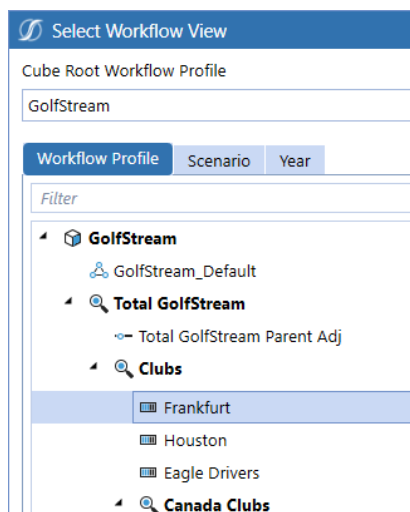 Select Workflow View
Cube Root Workflow Profile
GolfStream
Workflow Profile Scenario Year
Filter
GolfStream
GolfStream_Default
Total GolfStream
Total GolfStream Parent Adj
Clubs
Frankfurt
Houston
Eagle Drivers
Canada Clubs